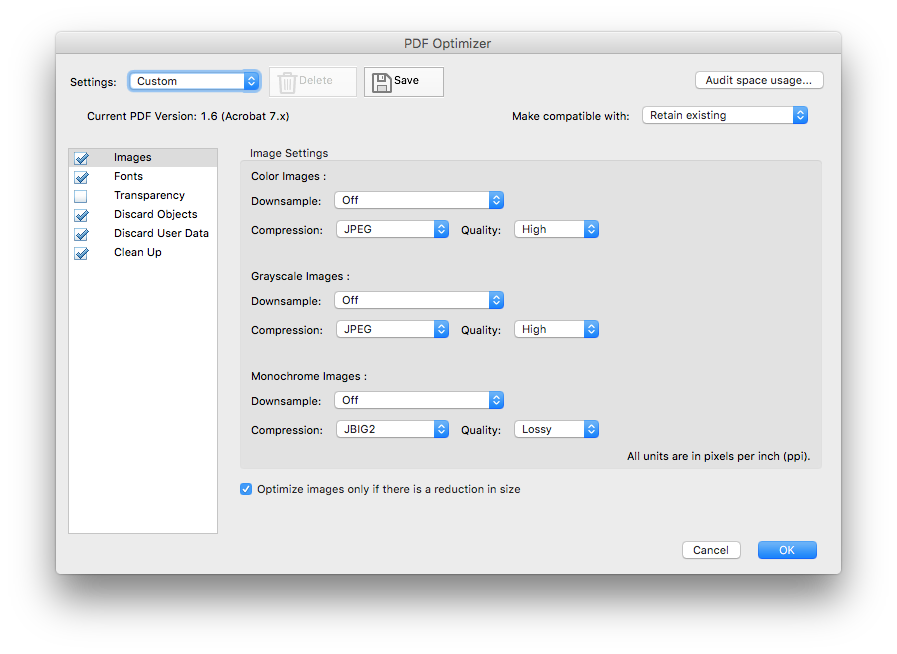 PDF Optimizer
Settings: Custom Delete Save Audit space usage...
Current PDF Version: 1.6 (Acrobat 7.x) Make compatible with: Retain existing
Images
Fonts
Transparency
Discard Objects
Discard User Data
Clean Up
Image Settings
Color Images :
Downsample: Off
Compression: JPEG Quality: High
Grayscale Images :
Downsample: Off
Compression: JPEG Quality: High
Monochrome Images :
Downsample: Off
Compression: JBIG2 Quality: Lossy
All units are in pixels per inch (ppi).
Optimize images only if there is a reduction in size
Cancel OK